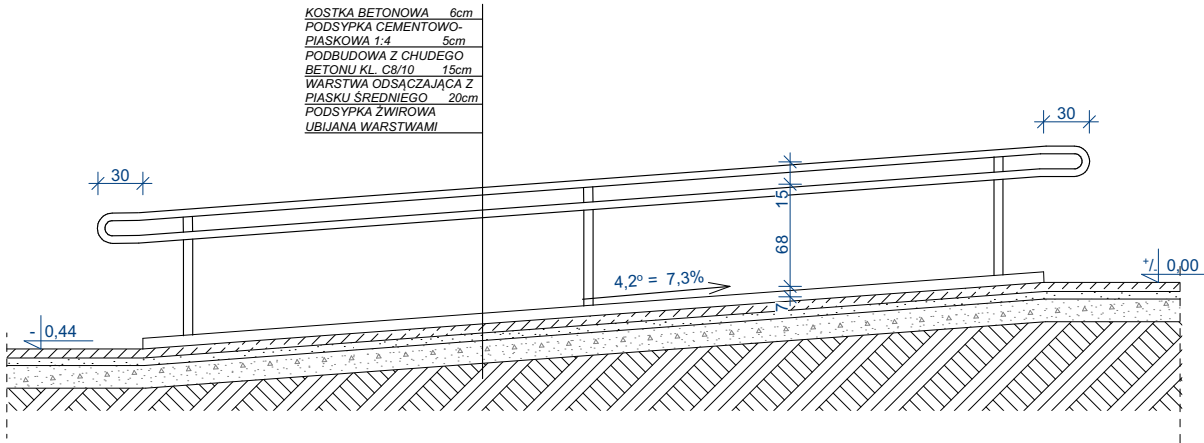 KOSTKA BETONOWA 6cm
PODSYPKA CEMENTOWO-
PIASKOWA 1:4 5cm
PODBUDOWA Z CHUDEGO
BETONU KL. C8/10 15cm
WARSTWA ODSĄCZAJĄCA Z
PIASKU ŚREDNIEGO 20cm
PODSYPKA ŻWIROWA
UBIJANA WARSTWAMI
30
30
15
68
7
4,2º = 7,3%
+/- 0,00
- 0,44